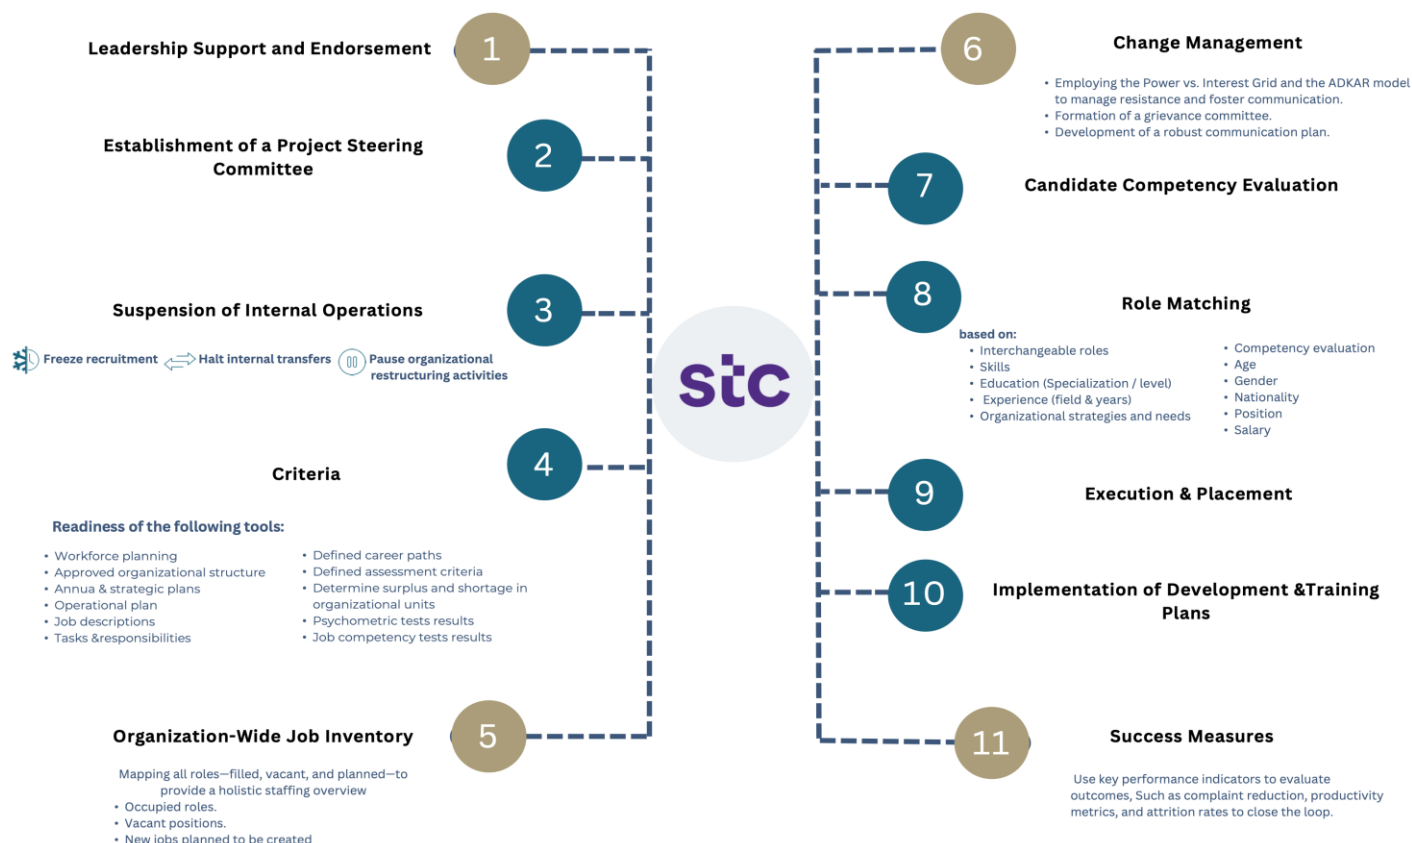 Leadership Support and Endorsement
1
Establishment of a Project Steering
Committee
2
Suspension of Internal Operations
3
Freeze recruitment
Halt internal transfers
Pause organizational
restructuring activities
Criteria
4
Readiness of the following tools:
• Workforce planning
• Approved organizational structure
• Annua & strategic plans
• Operational plan
• Job descriptions
• Tasks &responsibilities
• Defined career paths
• Defined assessment criteria
• Determine surplus and shortage in
organizational units
• Psychometric tests results
• Job competency tests results
Organization-Wide Job Inventory
5
Mapping all roles—filled, vacant, and planned—to
provide a holistic staffing overview
• Occupied roles.
• Vacant positions.
• New jobs planned to be created
stc
6
Change Management
• Employing the Power vs. Interest Grid and the ADKAR model
to manage resistance and foster communication.
• Formation of a grievance committee.
• Development of a robust communication plan.
7
Candidate Competency Evaluation
8
Role Matching
based on:
• Interchangeable roles
• Skills
• Education (Specialization / level)
• Experience (field & years)
• Organizational strategies and needs
• Competency evaluation
• Age
• Gender
• Nationality
• Position
• Salary
9
Execution & Placement
10
Implementation of Development &Training
Plans
11
Success Measures
Use key performance indicators to evaluate
outcomes, Such as complaint reduction, productivity
metrics, and attrition rates to close the loop.